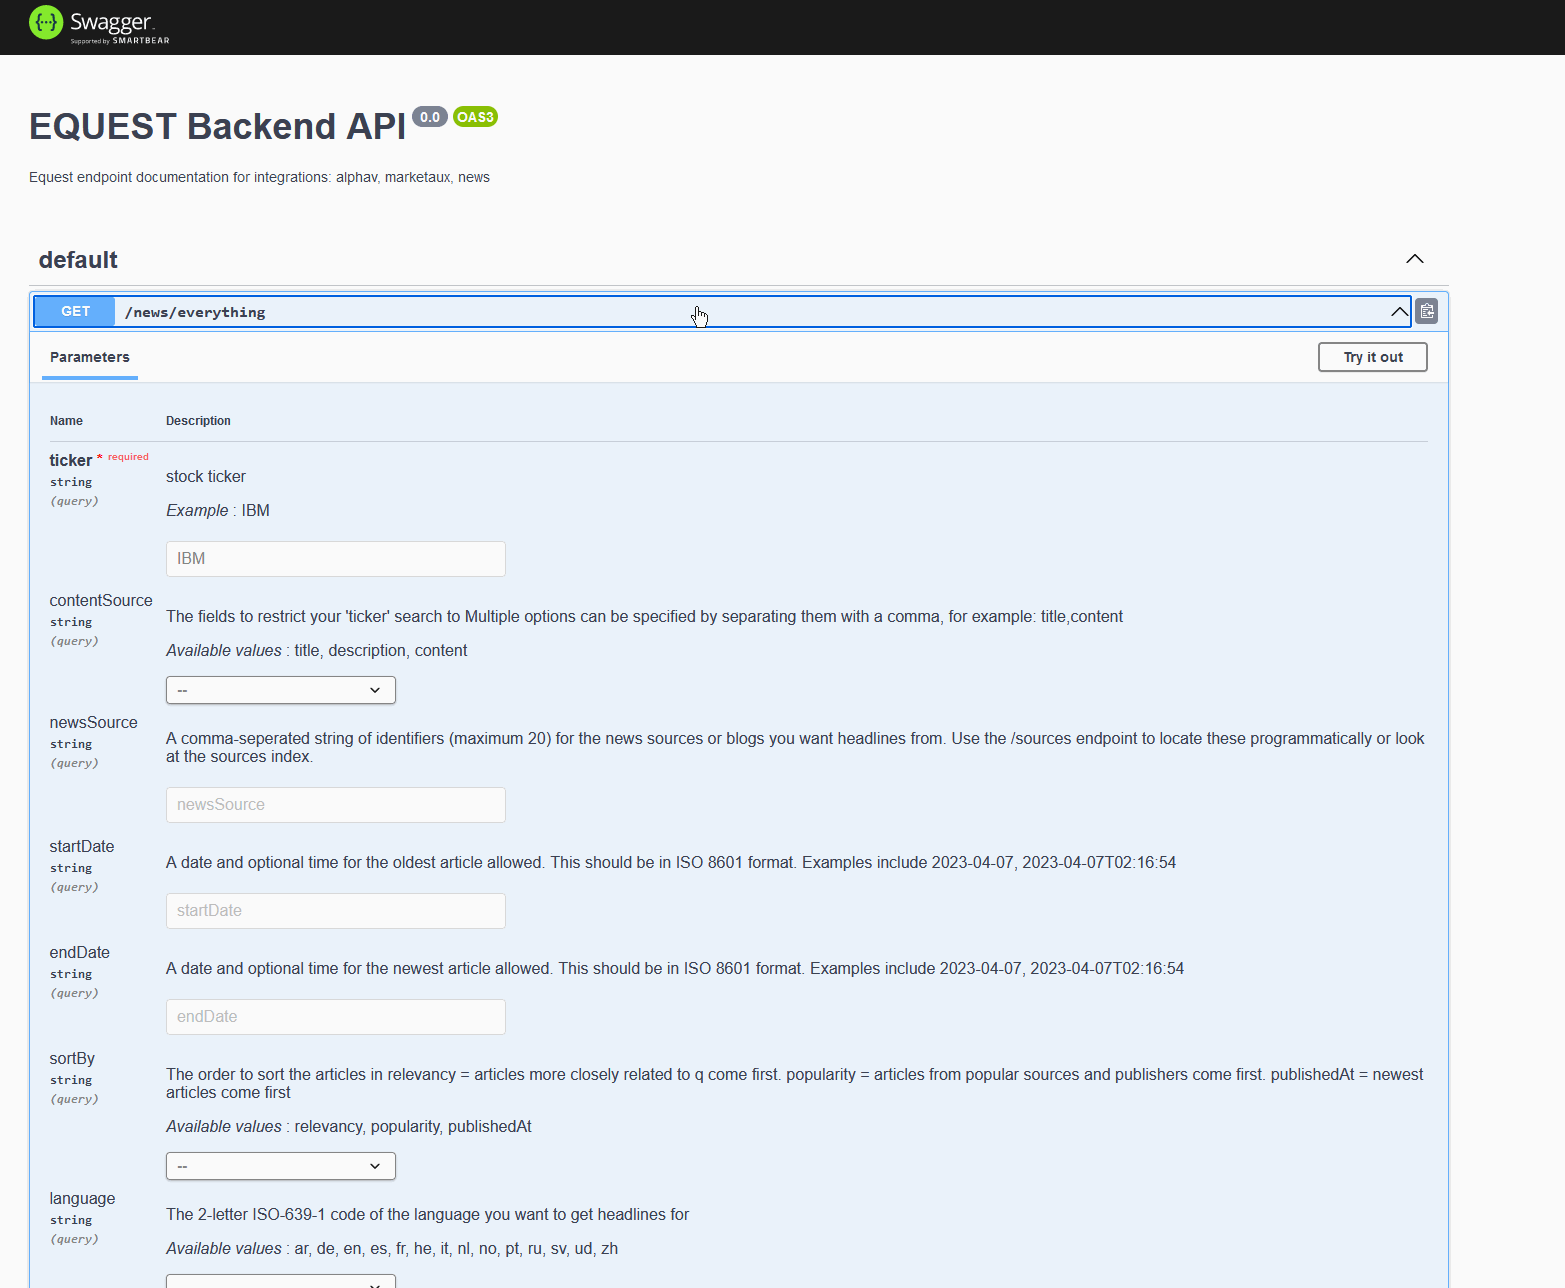 Swagger
Supported by SMARTBEAR
EQUEST Backend API 0.0 OAS3
Equest endpoint documentation for integrations: alphav, marketaux, news
default
GET /news/everything
Parameters
Try it out
Name Description
ticker * required
string
(query)
stock ticker
Example : IBM
IBM
contentSource
string
(query)
The fields to restrict your 'ticker' search to Multiple options can be specified by separating them with a comma, for example: title,content
Available values : title, description, content
--
newsSource
string
(query)
A comma-seperated string of identifiers (maximum 20) for the news sources or blogs you want headlines from. Use the /sources endpoint to locate these programmatically or look
at the sources index.
newsSource
startDate
string
(query)
A date and optional time for the oldest article allowed. This should be in ISO 8601 format. Examples include 2023-04-07, 2023-04-07T02:16:54
startDate
endDate
string
(query)
A date and optional time for the newest article allowed. This should be in ISO 8601 format. Examples include 2023-04-07, 2023-04-07T02:16:54
endDate
sortBy
string
(query)
The order to sort the articles in relevancy = articles more closely related to q come first. popularity = articles from popular sources and publishers come first. publishedAt = newest
articles come first
Available values : relevancy, popularity, publishedAt
--
language
string
(query)
The 2-letter ISO-639-1 code of the language you want to get headlines for
Available values : ar, de, en, es, fr, he, it, nl, no, pt, ru, sv, ud, zh